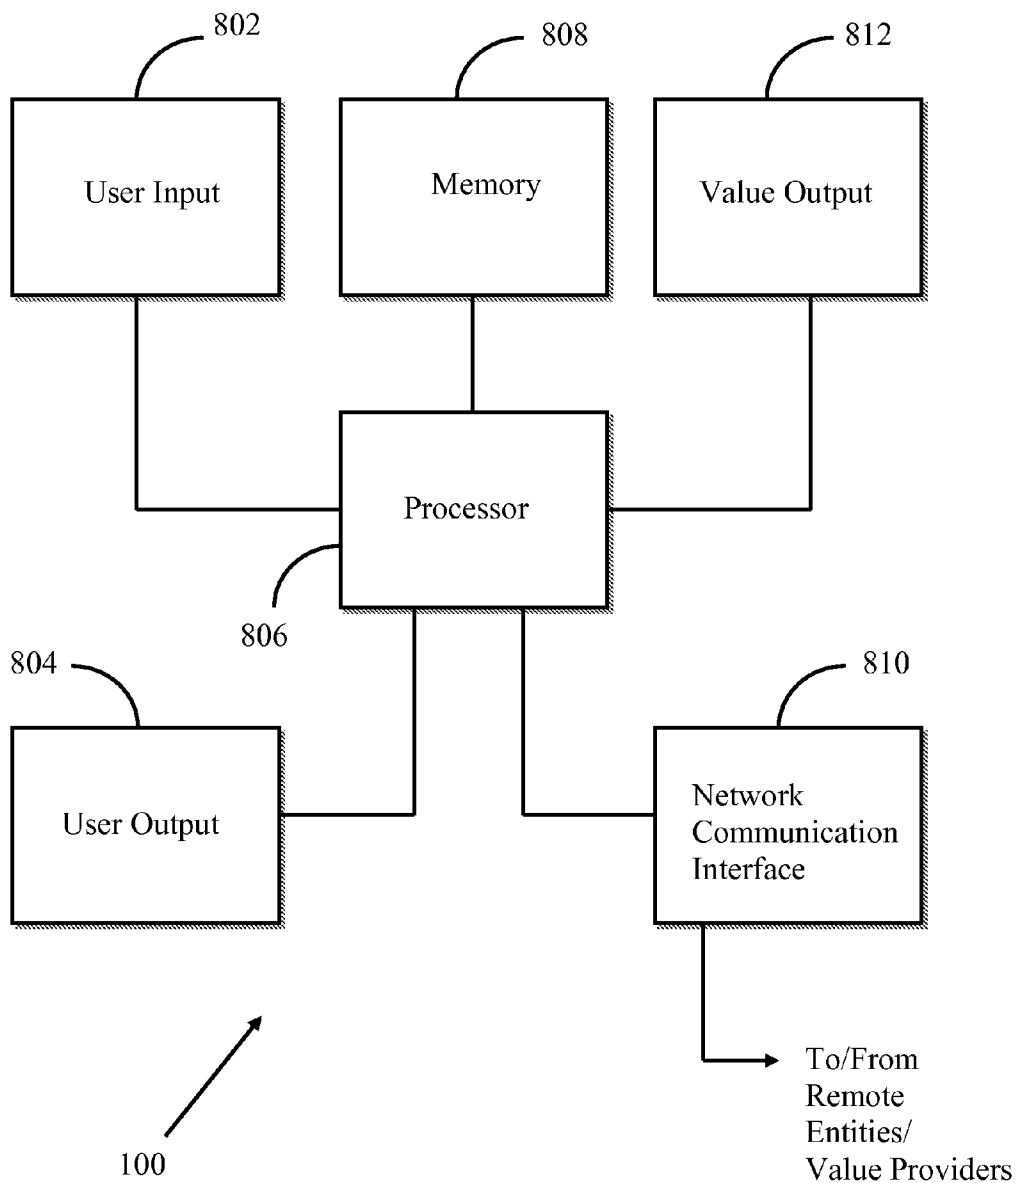 802
808
812
User Input
Memory
Value Output
Processor
806
804
810
User Output
Network
Communication
Interface
To/From
Remote
Entities/
Value Providers
100